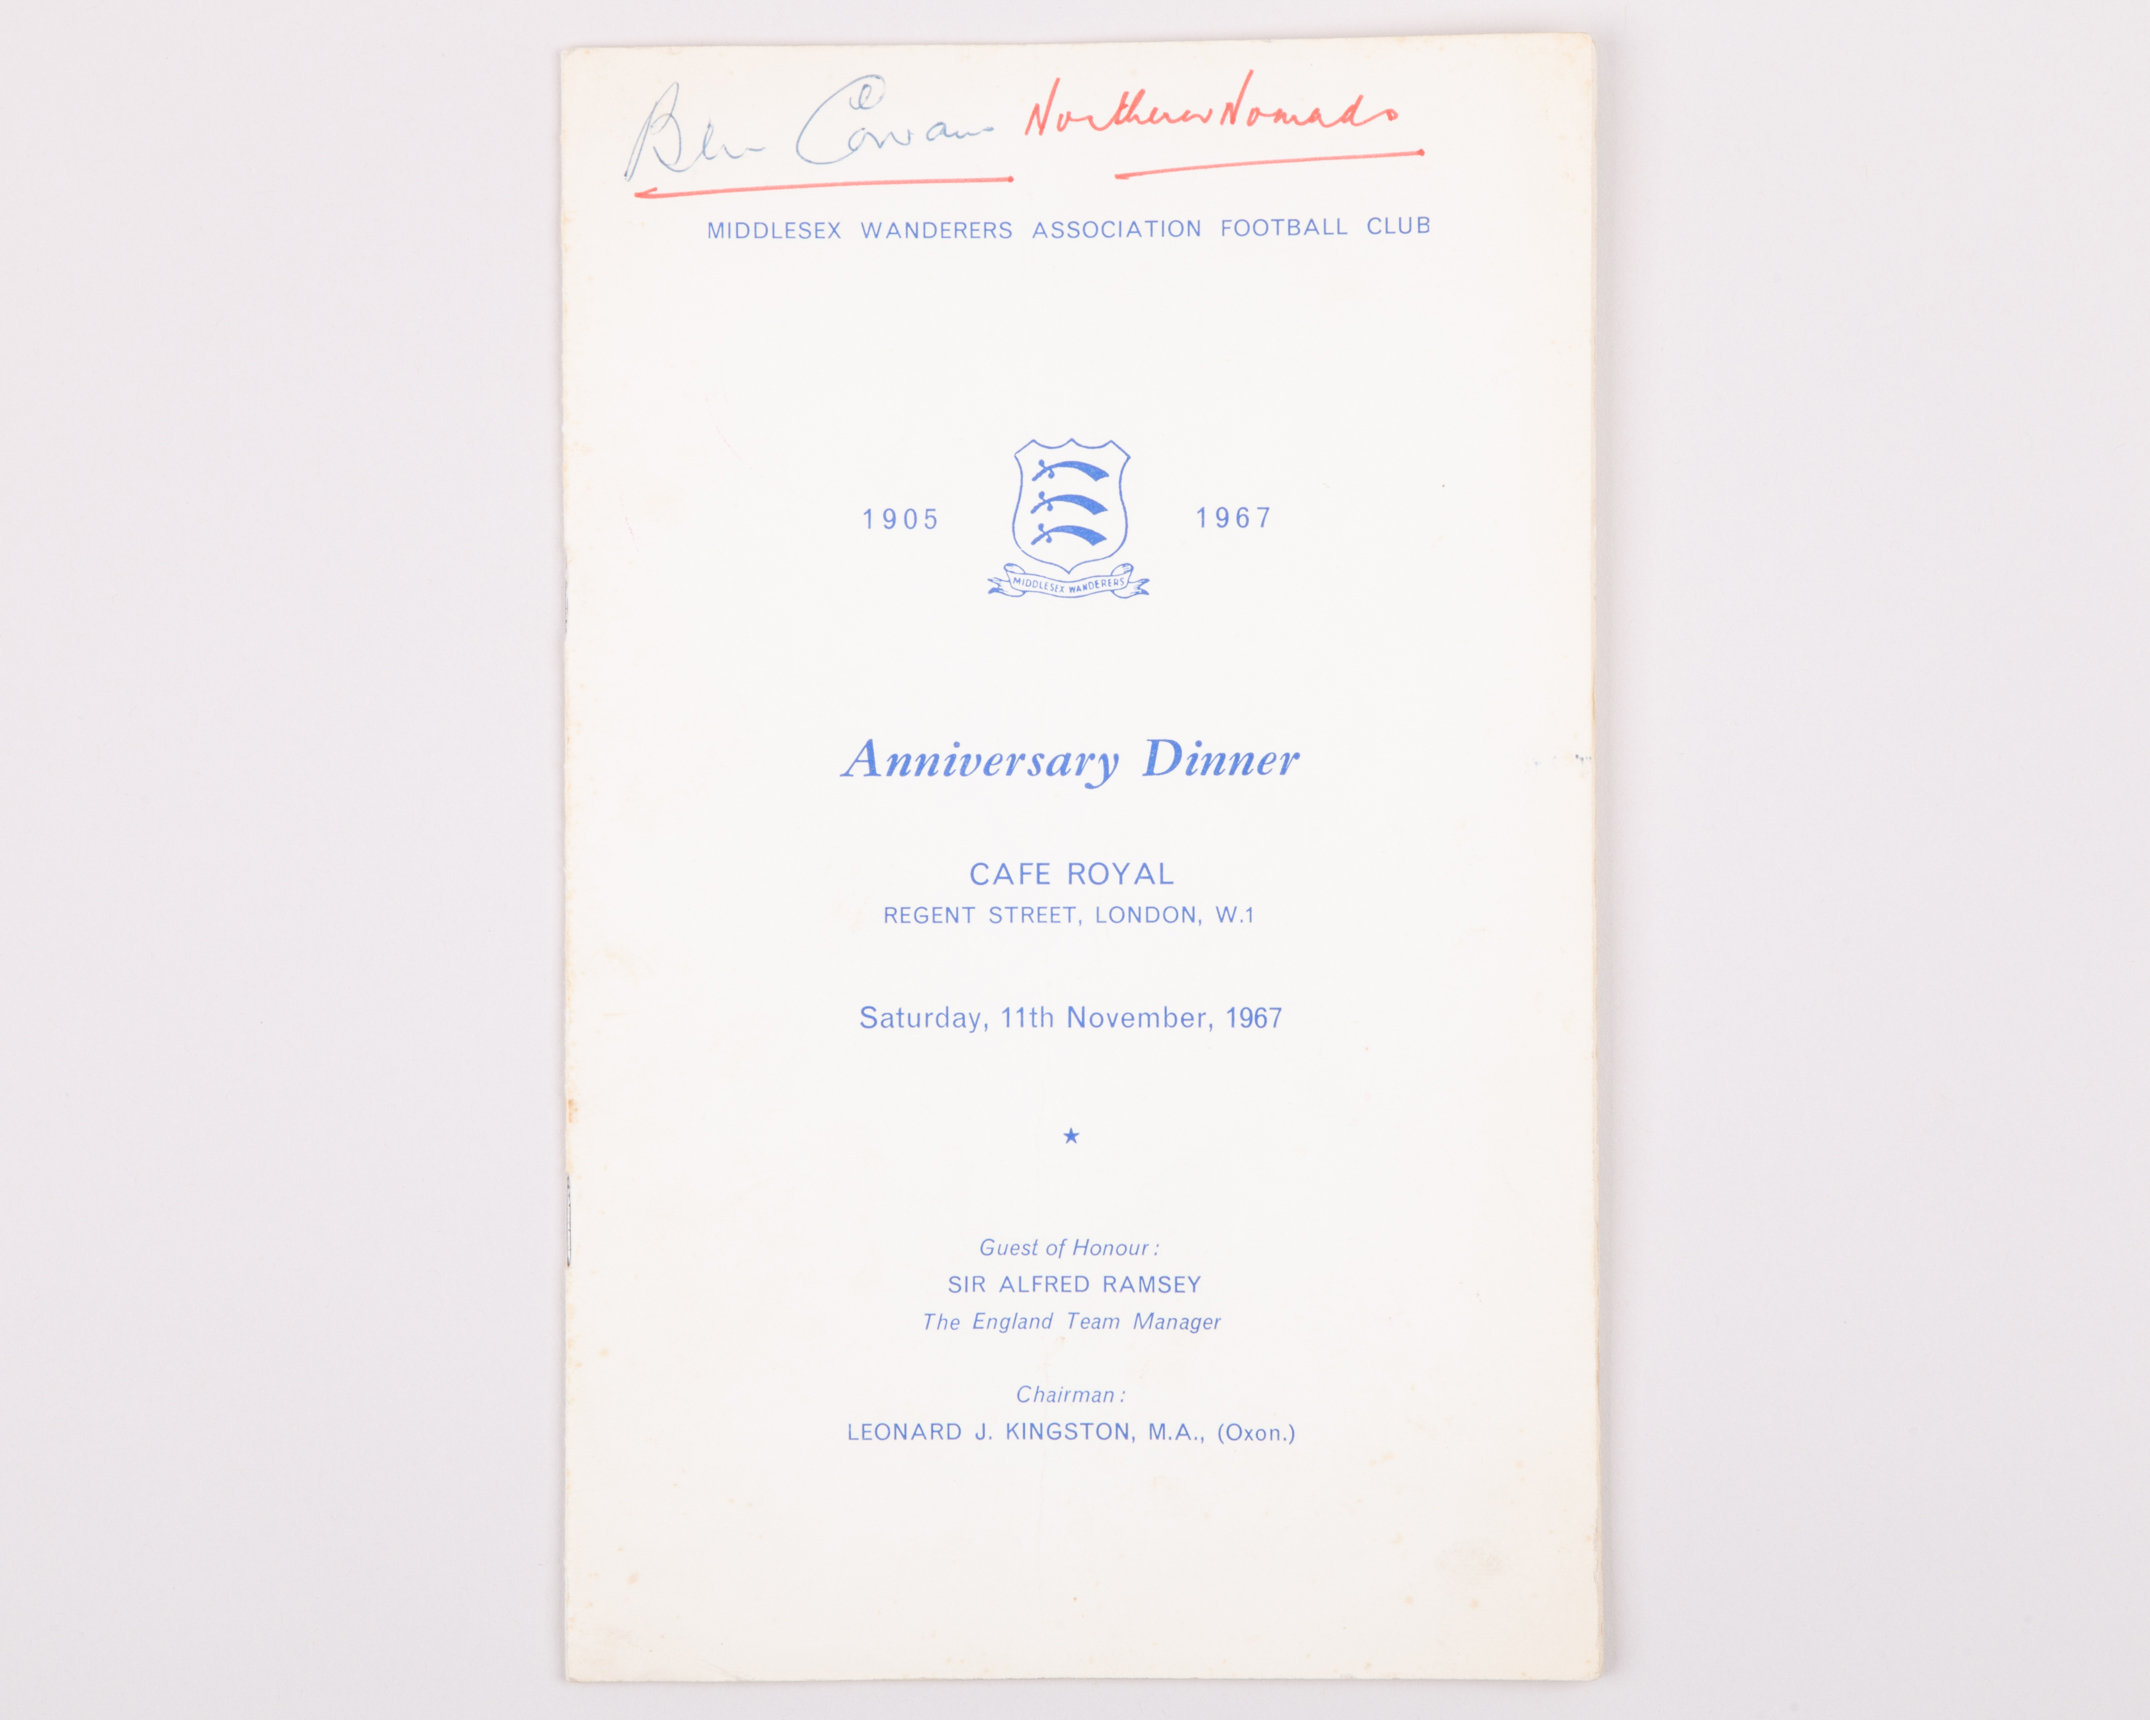 Ben Cowan Northern Nomads
MIDDLESEX WANDERERS ASSOCIATION FOOTBALL CLUB
1905 1967
MIDDLESEX WANDERERS
Anniversary Dinner
CAFE ROYAL
REGENT STREET, LONDON, W.1
Saturday, 11th November, 1967
Guest of Honour:
SIR ALFRED RAMSEY
The England Team Manager
Chairman:
LEONARD J. KINGSTON, M.A., (Oxon.)